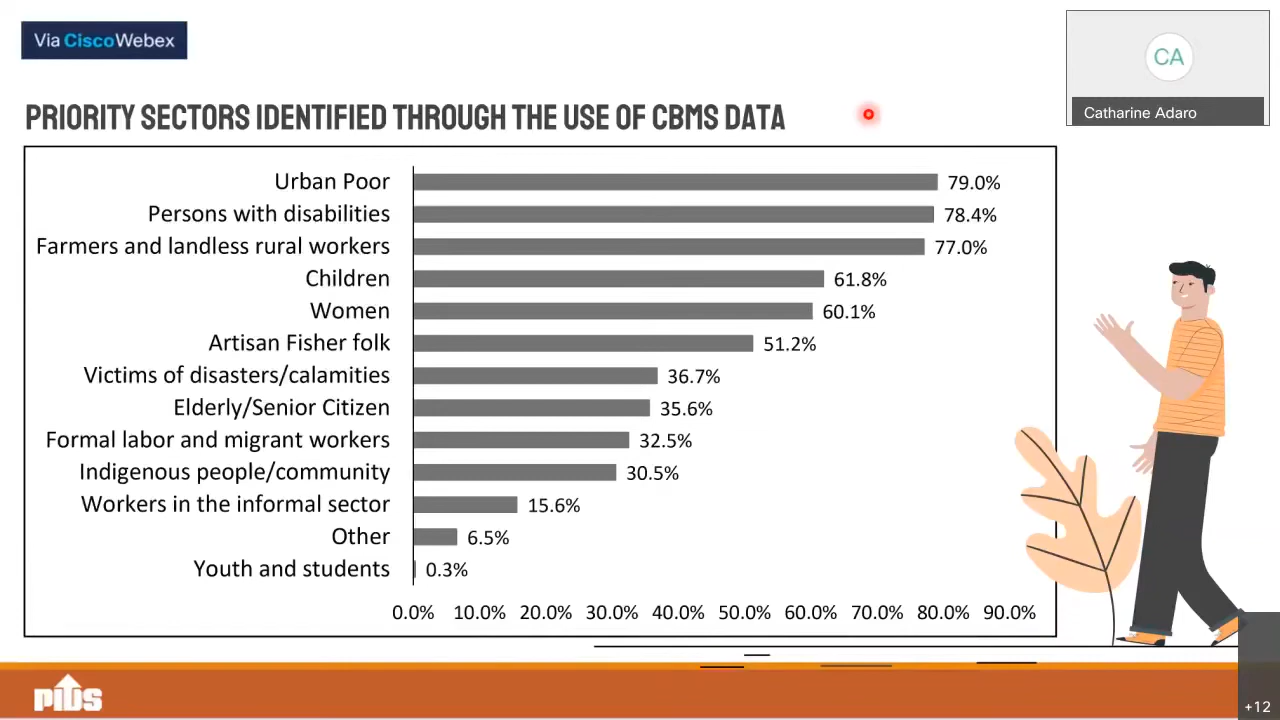 Via CiscoWebex
CA
Catharine Adaro
PRIORITY SECTORS IDENTIFIED THROUGH THE USE OF CBMS DATA
Urban Poor 79.0%
Persons with disabilities 78.4%
Farmers and landless rural workers 77.0%
Children 61.8%
Women 60.1%
Artisan Fisher folk 51.2%
Victims of disasters/calamities 36.7%
Elderly/Senior Citizen 35.6%
Formal labor and migrant workers 32.5%
Indigenous people/community 30.5%
Workers in the informal sector 15.6%
Other 6.5%
Youth and students 0.3%
0.0% 10.0% 20.0% 30.0% 40.0% 50.0% 60.0% 70.0% 80.0% 90.0%
PIDS
+12